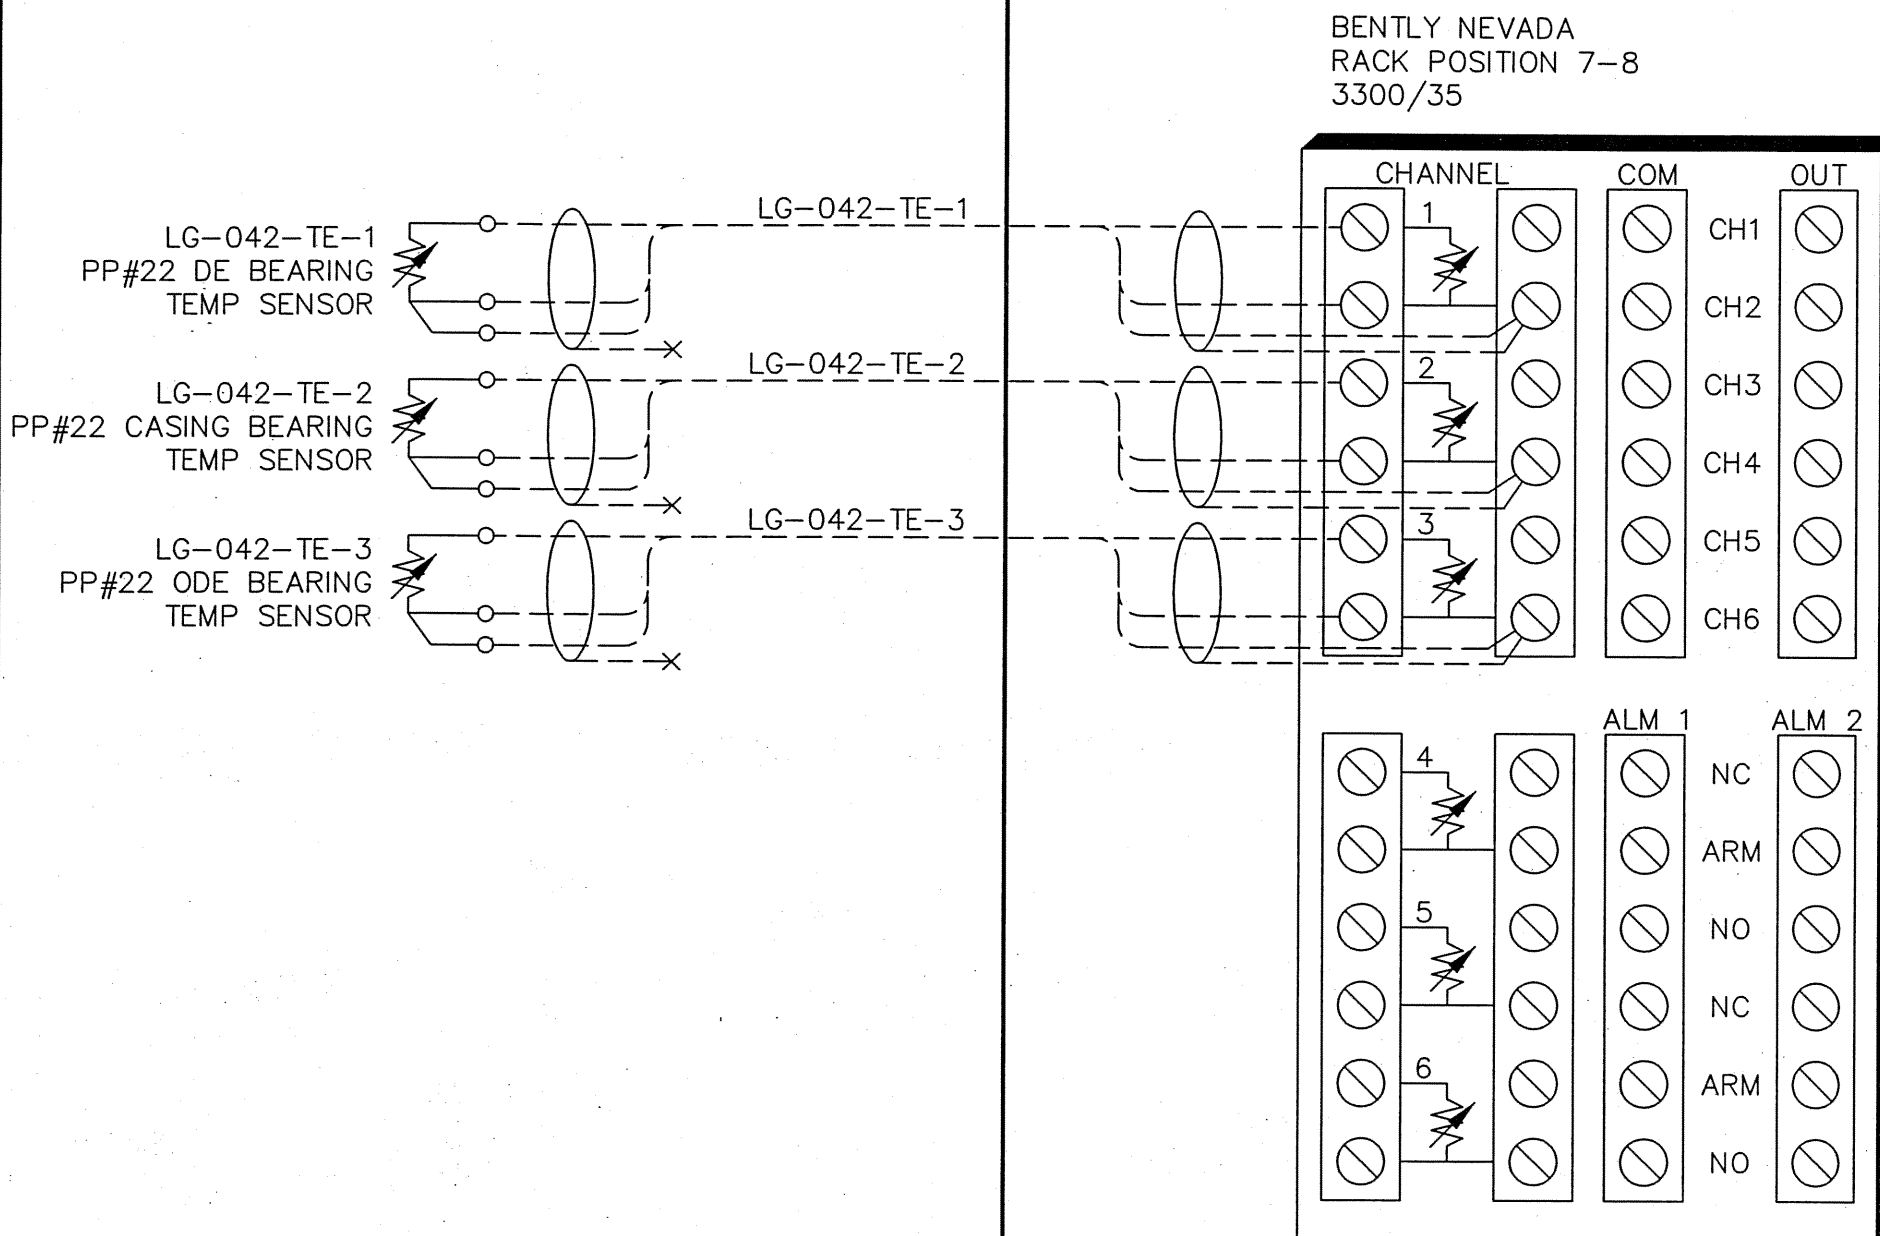 BENTLY NEVADA
RACK POSITION 7-8
3300/35
CHANNEL
COM
OUT
LG-042-TE-1
PP#22 DE BEARING
TEMP SENSOR
LG-042-TE-1
1
CH1
CH2
LG-042-TE-2
PP#22 CASING BEARING
TEMP SENSOR
LG-042-TE-2
2
CH3
CH4
LG-042-TE-3
PP#22 ODE BEARING
TEMP SENSOR
LG-042-TE-3
3
CH5
CH6
ALM 1
ALM 2
4
NC
ARM
5
NO
NC
6
ARM
NO